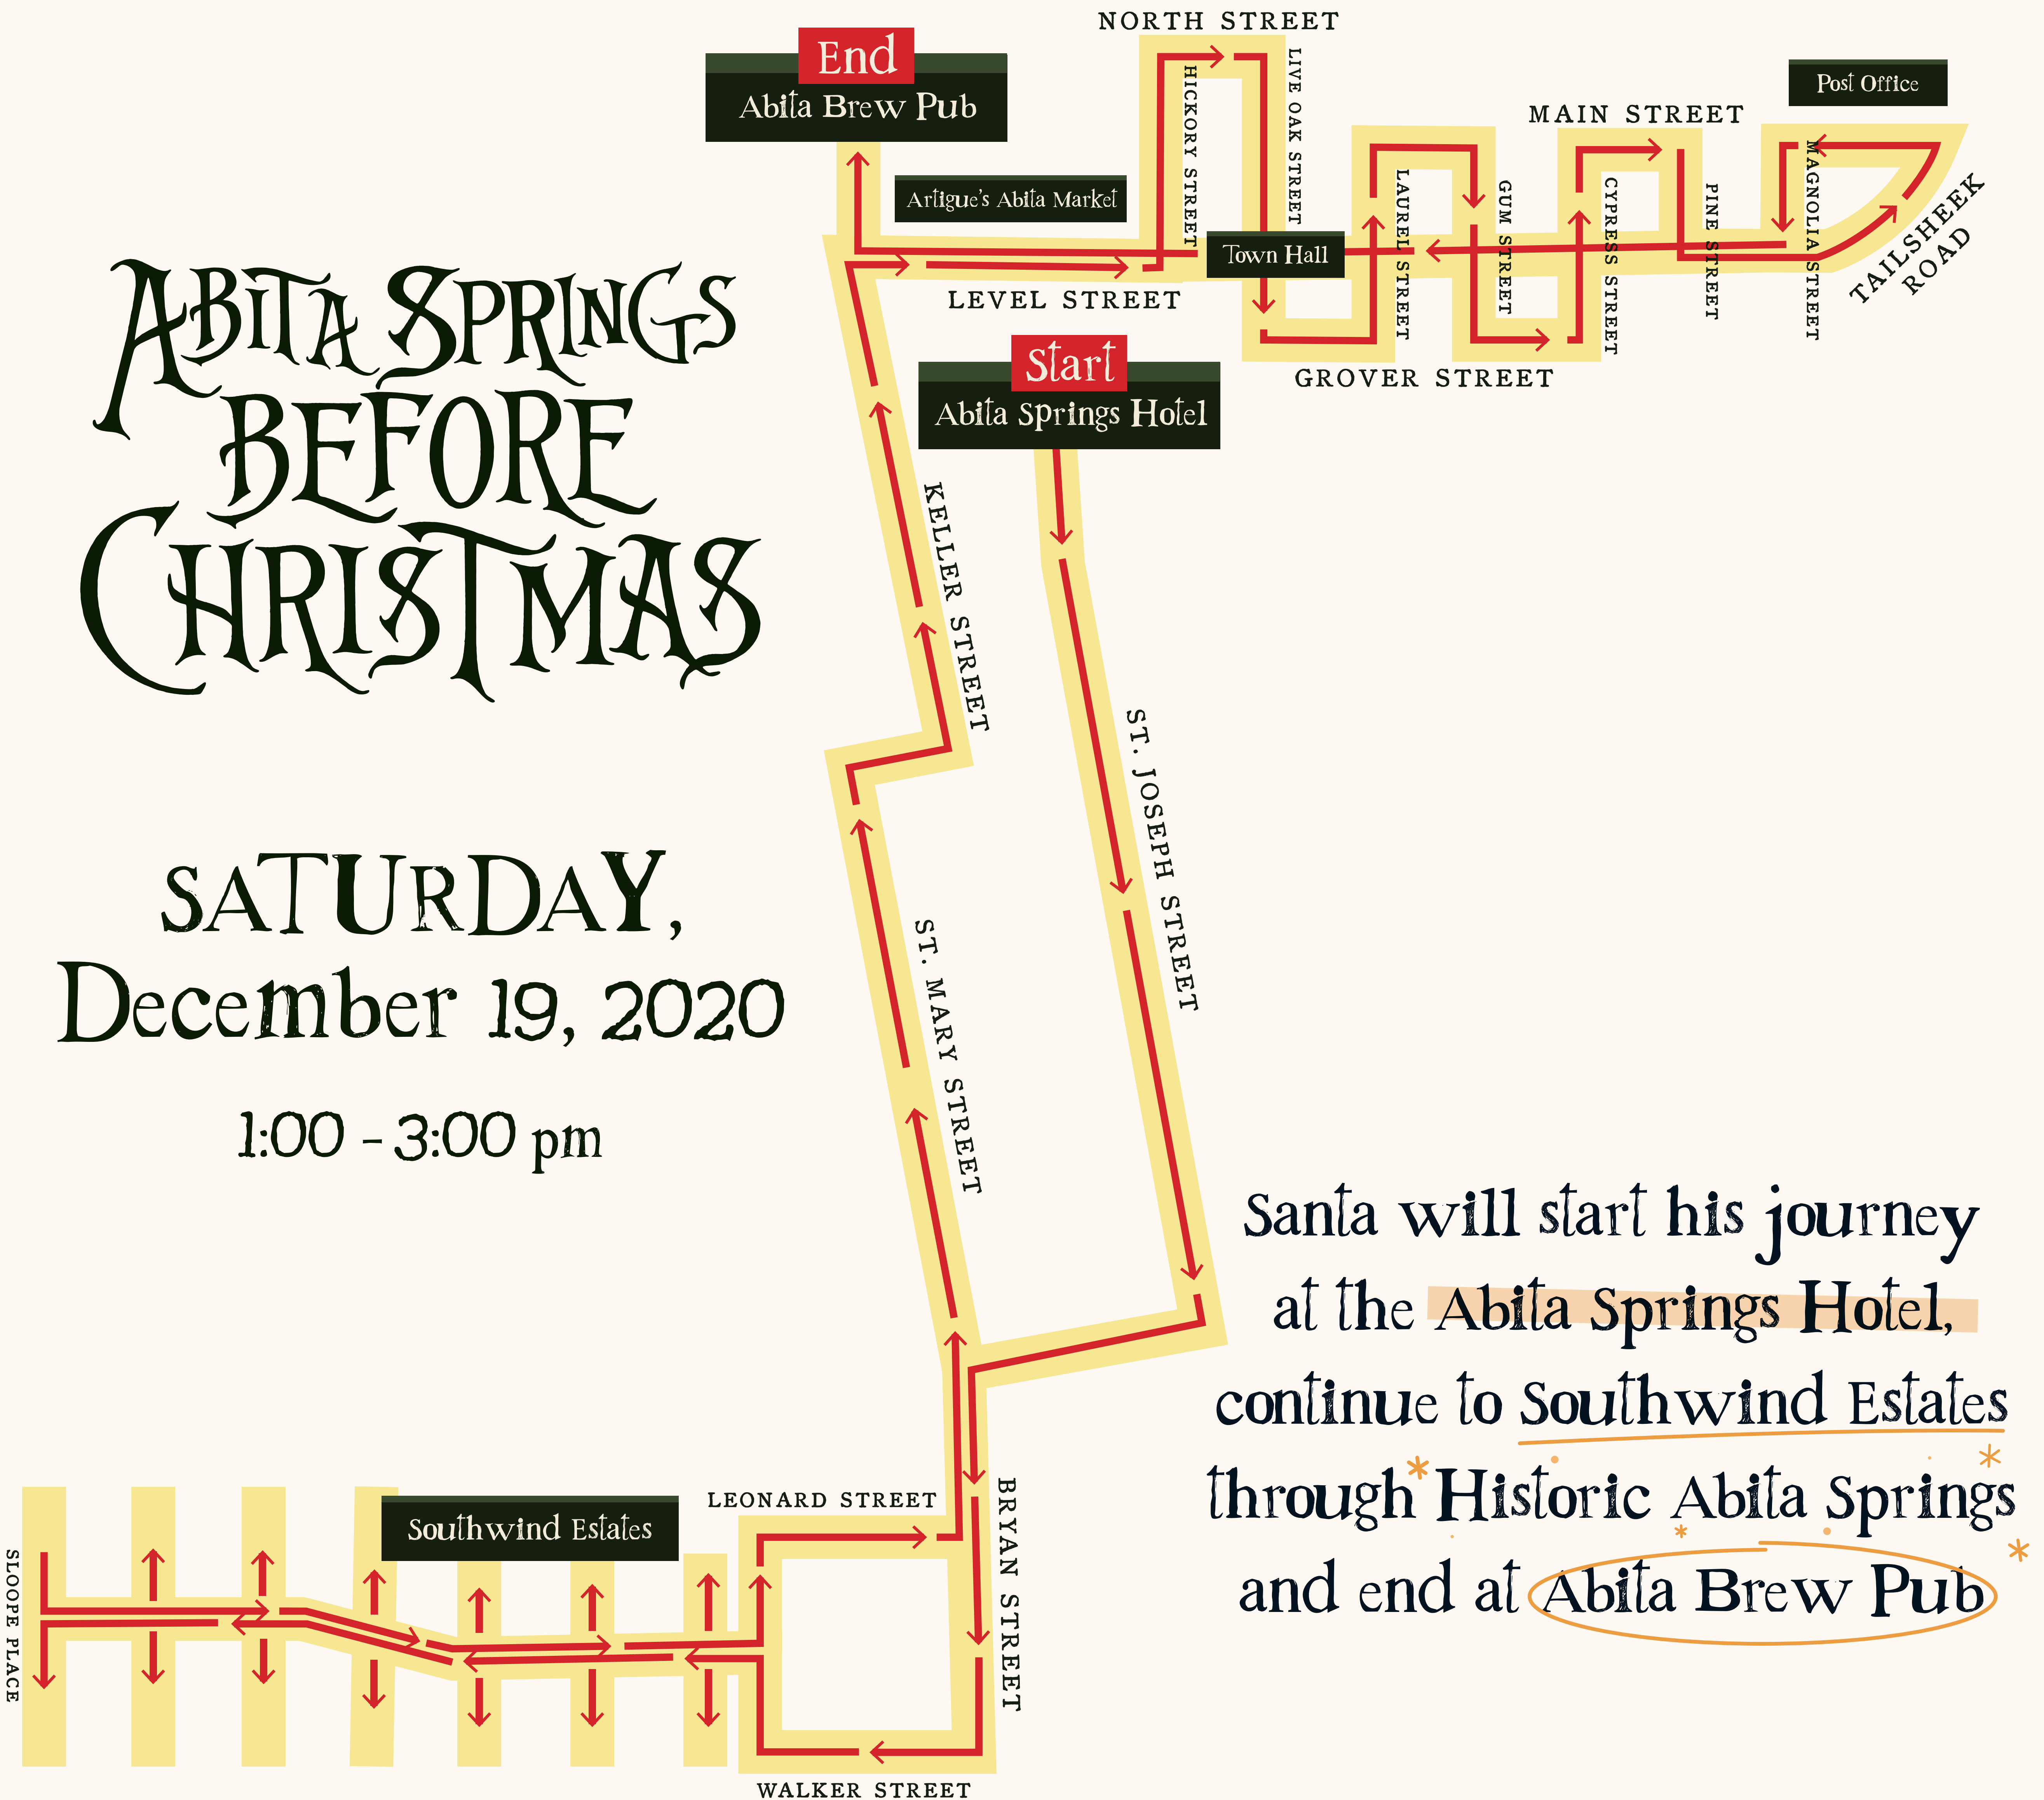 NORTH STREET
End
Abita Brew Pub
HICKORY STREET
LIVE OAK STREET
MAIN STREET
Post Office
Artigue's Abita Market
Town Hall
LAUREL STREET
GUM STREET
CYPRESS STREET
PINE STREET
MAGNOLIA STREET
TAILSHEEK
ROAD
LEVEL STREET
GROVER STREET
Start
Abita Springs Hotel
ABITA SPRINGS
BEFORE
CHRISTMAS
KELLER STREET
ST. JOSEPH STREET
SATURDAY,
December 19, 2020
1:00 - 3:00 pm
ST. MARY STREET
Santa will start his journey
at the Abita Springs Hotel,
continue to Southwind Estates
through Historic Abita Springs
and end at Abita Brew Pub
LEONARD STREET
Southwind Estates
BRYAN STREET
SLOOPE PLACE
WALKER STREET